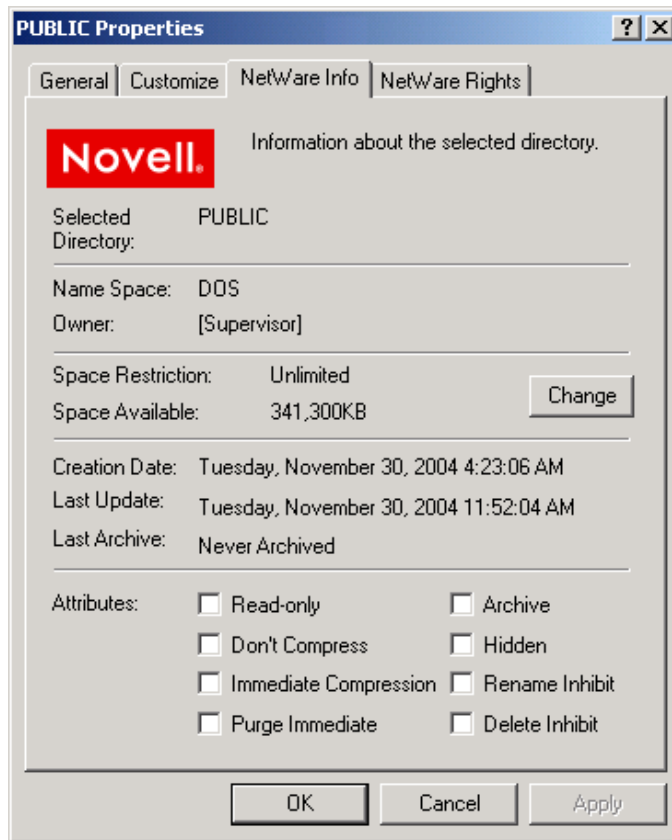 PUBLIC Properties
? X
General Customize NetWare Info NetWare Rights
Novell.
Information about the selected directory.
Selected Directory: PUBLIC
Name Space: DOS
Owner: [Supervisor]
Space Restriction: Unlimited
Space Available: 341,300KB
Change
Creation Date: Tuesday, November 30, 2004 4:23:06 AM
Last Update: Tuesday, November 30, 2004 11:52:04 AM
Last Archive: Never Archived
Attributes: Read-only Archive
Don't Compress Hidden
Immediate Compression Rename Inhibit
Purge Immediate Delete Inhibit
OK Cancel Apply